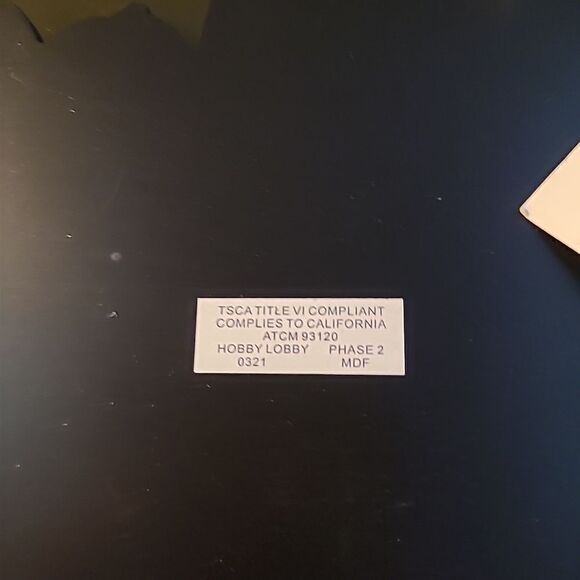 TSCA TITLE VI COMPLIANT
COMPLIES TO CALIFORNIA
ATCM 93120
HOBBY LOBBY PHASE 2
0321 MDF